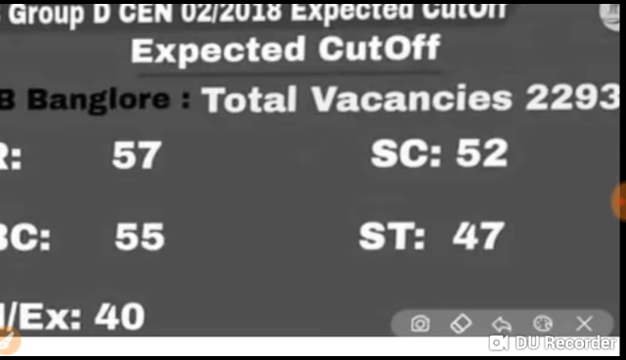 Group D CEN 02/2018 Expected CutOff
Expected CutOff
B Banglore : Total Vacancies 2293
R: 57 SC: 52
BC: 55 ST: 47
/Ex: 40
DU Recorder